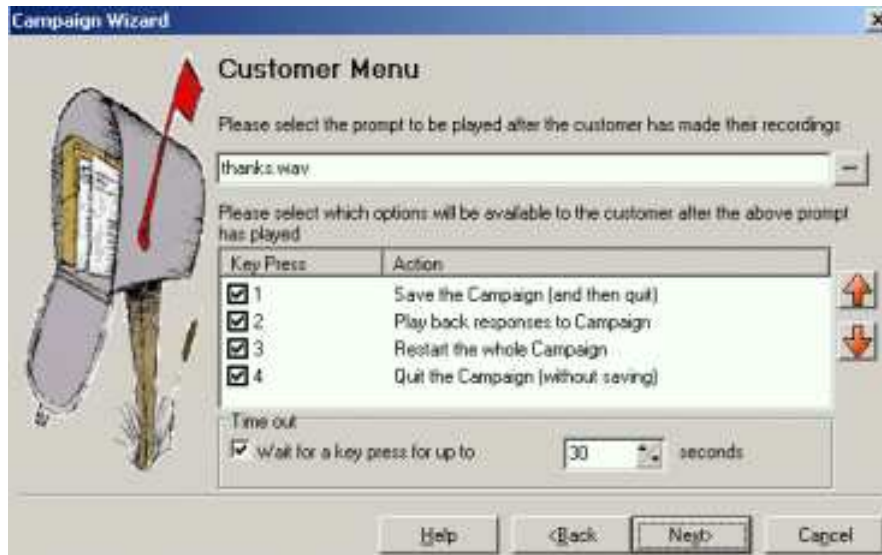 Campaign Wizard
Customer Menu
Please select the prompt to be played after the customer has made their recordings
thanks.wav
Please select which options will be available to the customer after the above prompt
has played
Key Press Action
1 Save the Campaign (and then quit)
2 Play back responses to Campaign
3 Restart the whole Campaign
4 Quit the Campaign (without saving)
Time out
Wait for a key press for up to 30 seconds
Help <Back Next> Cancel